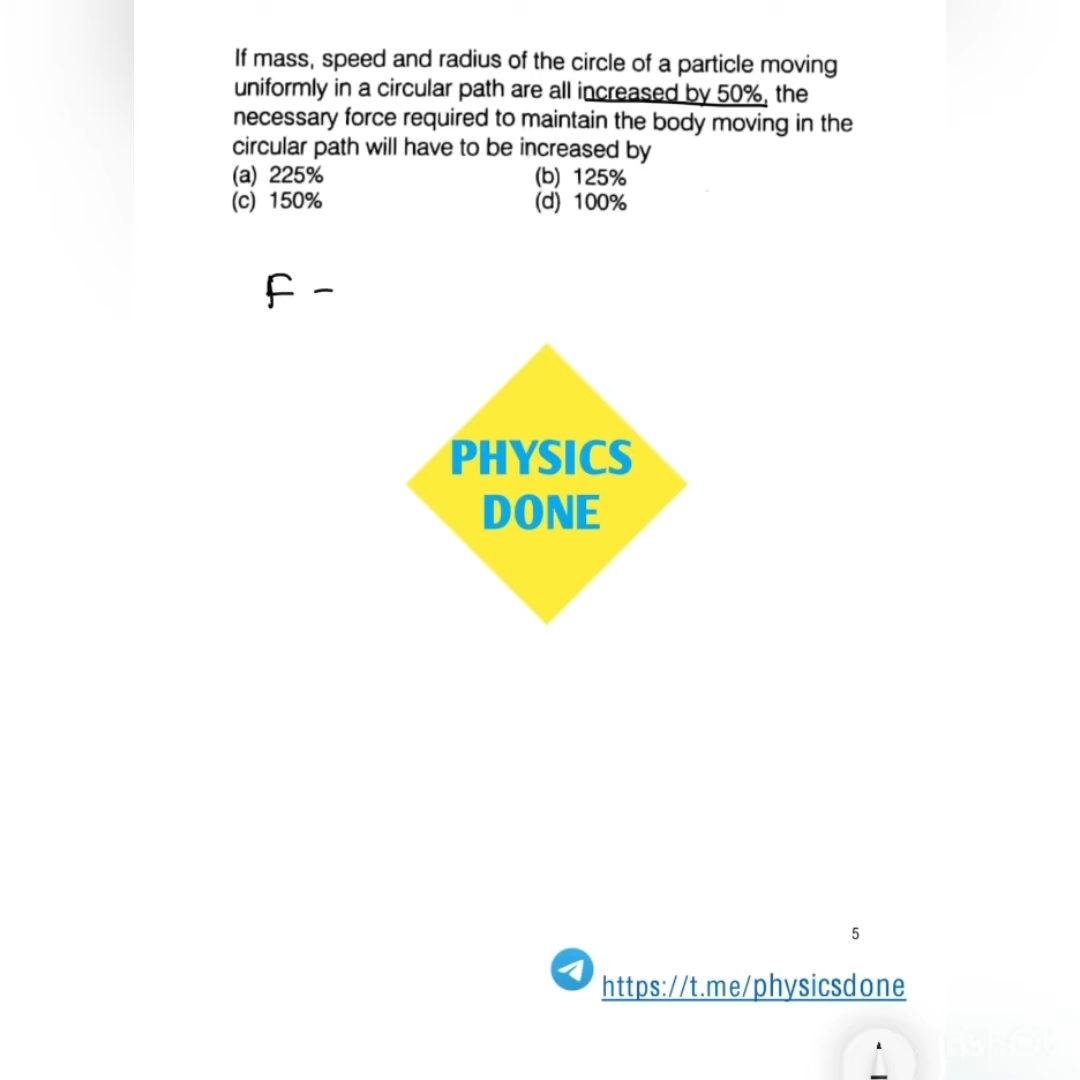 If mass, speed and radius of the circle of a particle moving
uniformly in a circular path are all increased by 50%, the
necessary force required to maintain the body moving in the
circular path will have to be increased by
(a) 225% (b) 125%
(c) 150% (d) 100%
F -
PHYSICS
DONE
5
https://t.me/physicsdone